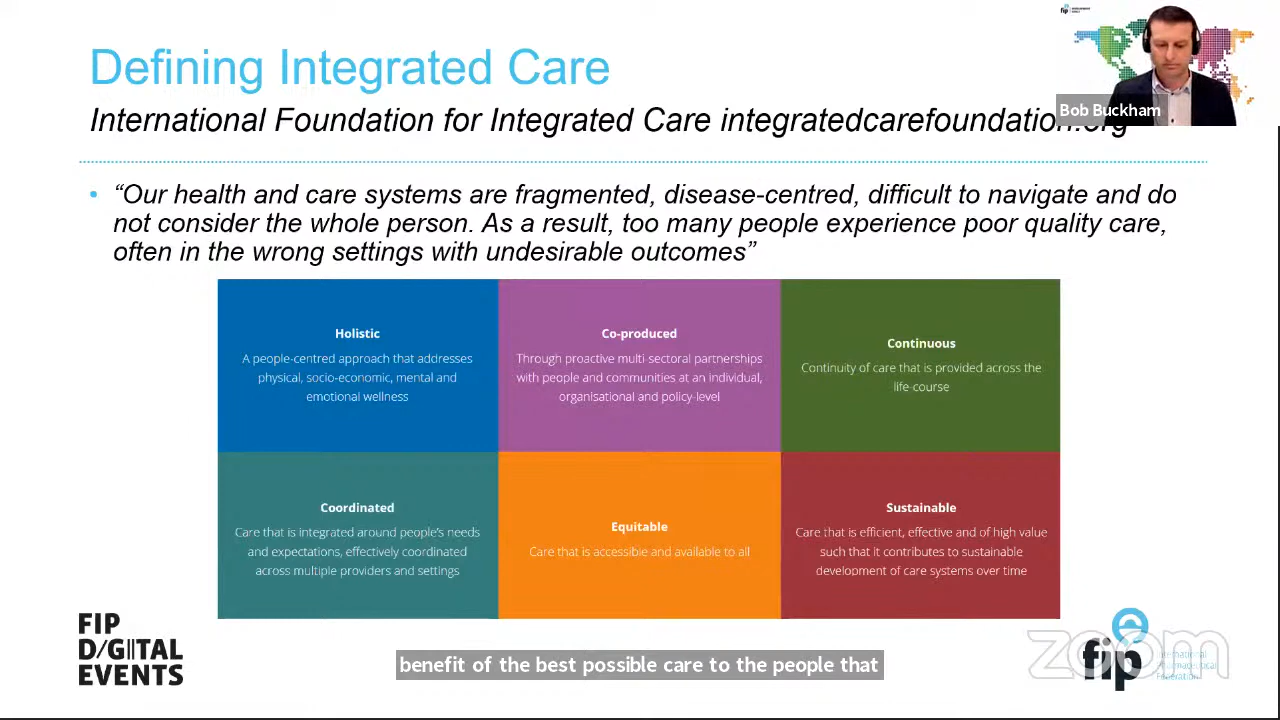 Defining Integrated Care
International Foundation for Integrated Care integratedcarefoundation.org
fip
Bob Buckham
• “Our health and care systems are fragmented, disease-centred, difficult to navigate and do
not consider the whole person. As a result, too many people experience poor quality care,
often in the wrong settings with undesirable outcomes”
Holistic
A people-centred approach that addresses
physical, socio-economic, mental and
emotional wellness
Co-produced
Through proactive multi-sectoral partnerships
with people and communities at an individual,
organisational and policy-level
Continuous
Continuity of care that is provided across the
life-course
Coordinated
Care that is integrated around people’s needs
and expectations, effectively coordinated
across multiple providers and settings
Equitable
Care that is accessible and available to all
Sustainable
Care that is efficient, effective and of high value
such that it contributes to sustainable
development of care systems over time
FIP
DIGITAL
EVENTS
benefit of the best possible care to the people that
fip
International
Pharmaceutical
Federation
zoom